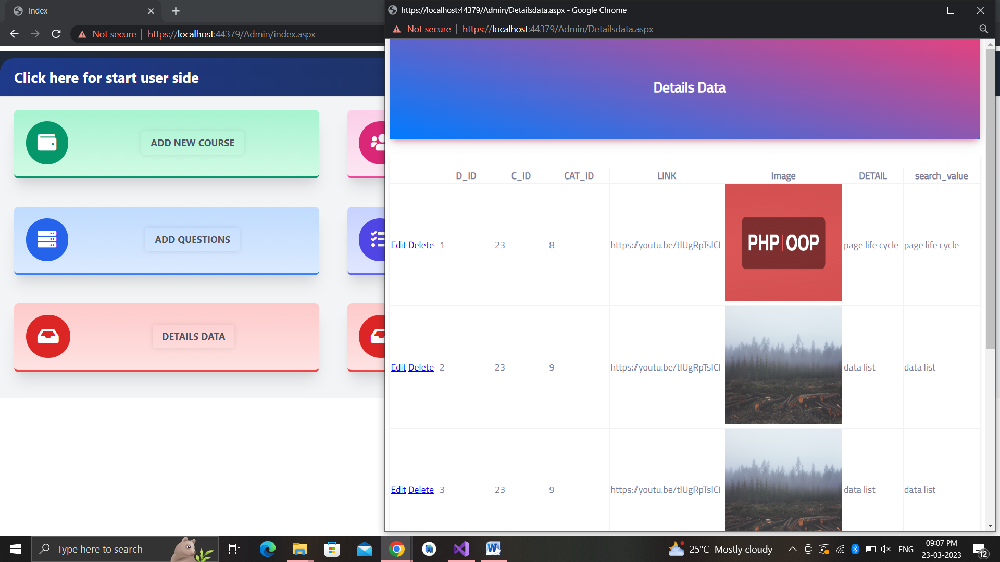 Index
Not secure | https://localhost:44379/Admin/index.aspx
Click here for start user side
ADD NEW COURSE
ADD QUESTIONS
DETAILS DATA
https://localhost:44379/Admin/Detailsdata.aspx - Google Chrome
Not secure | https://localhost:44379/Admin/Detailsdata.aspx
Details Data
D_ID C_ID CAT_ID LINK Image DETAIL search_value
PHP|OOP
Edit Delete 1 23 8 https://youtu.be/tlUgRpTslCI page life cycle page life cycle
Edit Delete 2 23 9 https://youtu.be/tlUgRpTslCI data list data list
Edit Delete 3 23 9 https://youtu.be/tlUgRpTslCI data list data list
Type here to search
25°C Mostly cloudy
ENG
09:07 PM
23-03-2023
12